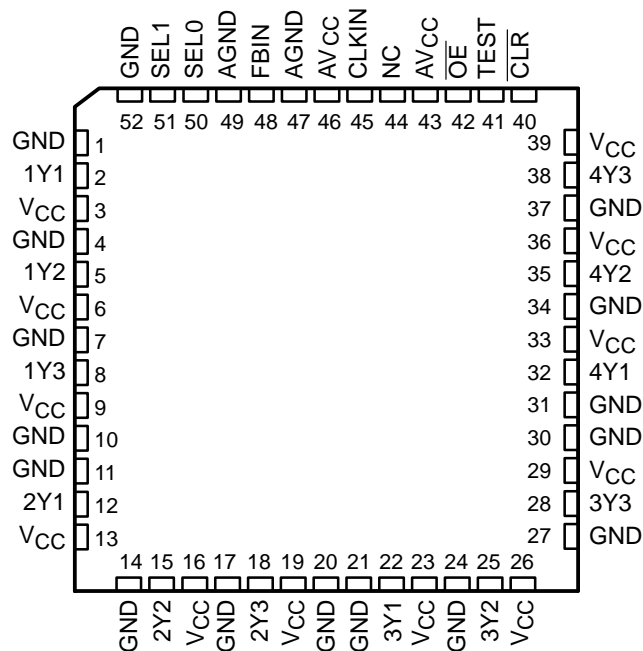 GND SEL1 SEL0 AGND FBIN AGND AVCC CLKIN NC AVCC OE TEST CLR
52 51 50 49 48 47 46 45 44 43 42 41 40
GND 1 39 VCC
1Y1 2 38 4Y3
VCC 3 37 GND
GND 4 36 VCC
1Y2 5 35 4Y2
VCC 6 34 GND
GND 7 33 VCC
1Y3 8 32 4Y1
VCC 9 31 GND
GND 10 30 GND
GND 11 29 VCC
2Y1 12 28 3Y3
VCC 13 27 GND
14 15 16 17 18 19 20 21 22 23 24 25 26
GND 2Y2 VCC GND 2Y3 VCC GND GND 3Y1 VCC GND 3Y2 VCC